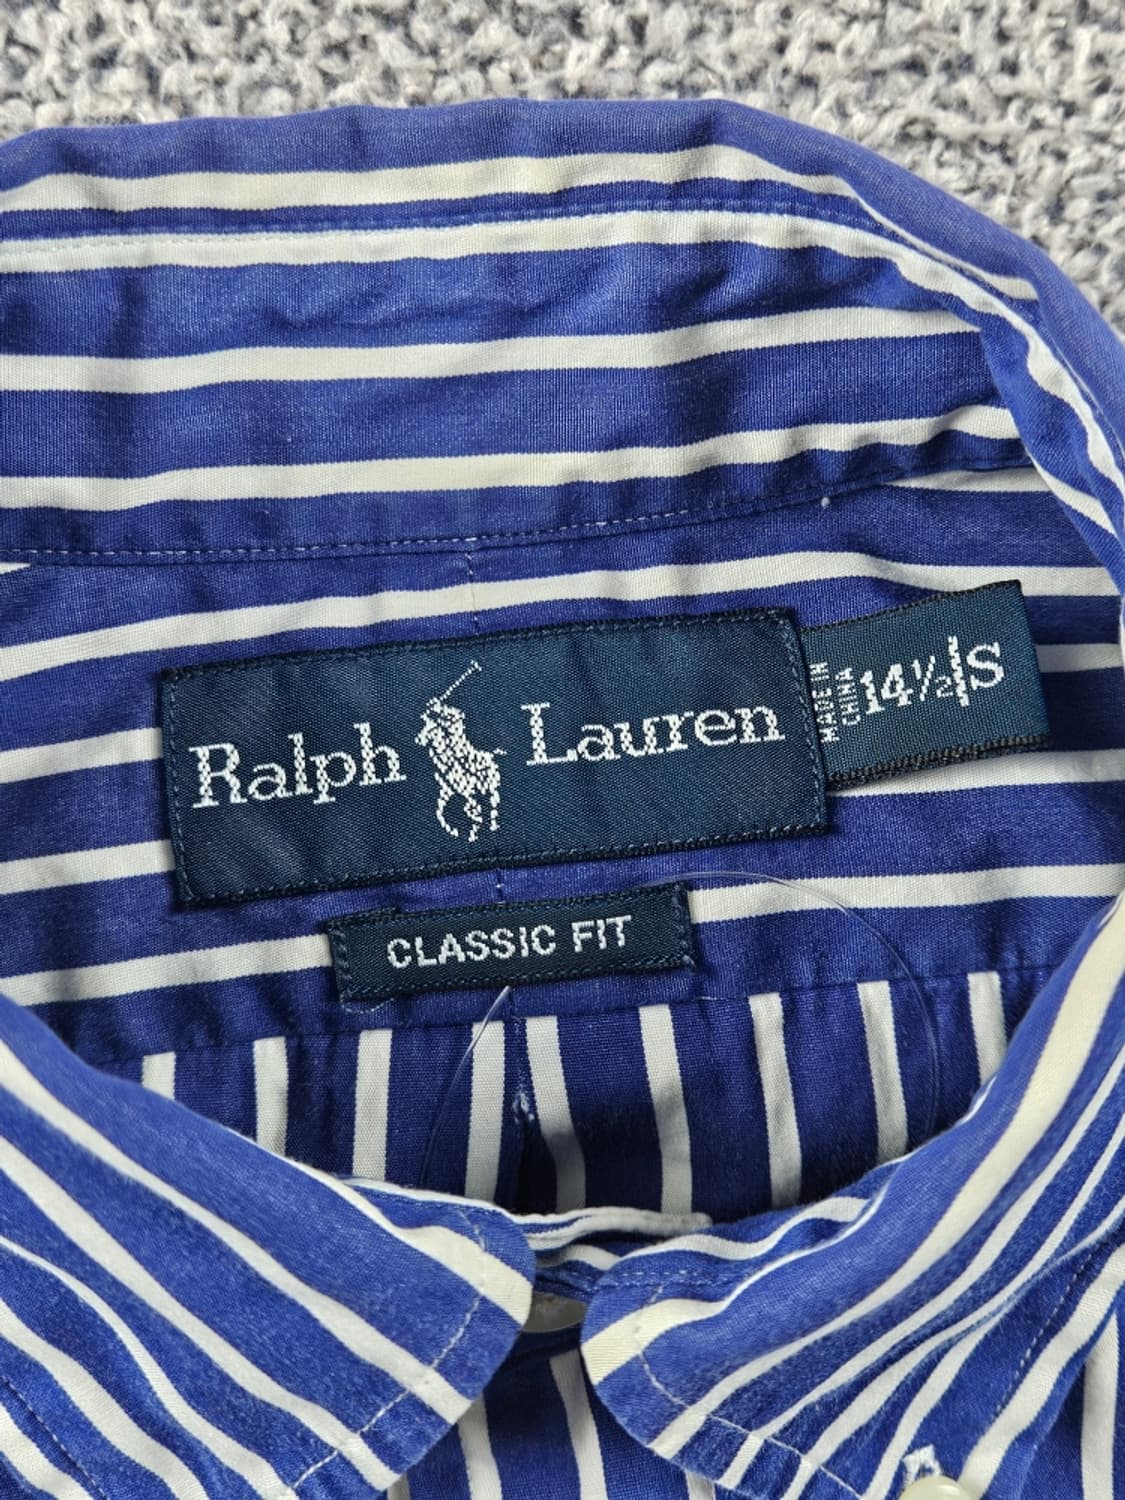 Ralph Lauren
MADE IN
CHINA
14½ S
CLASSIC FIT